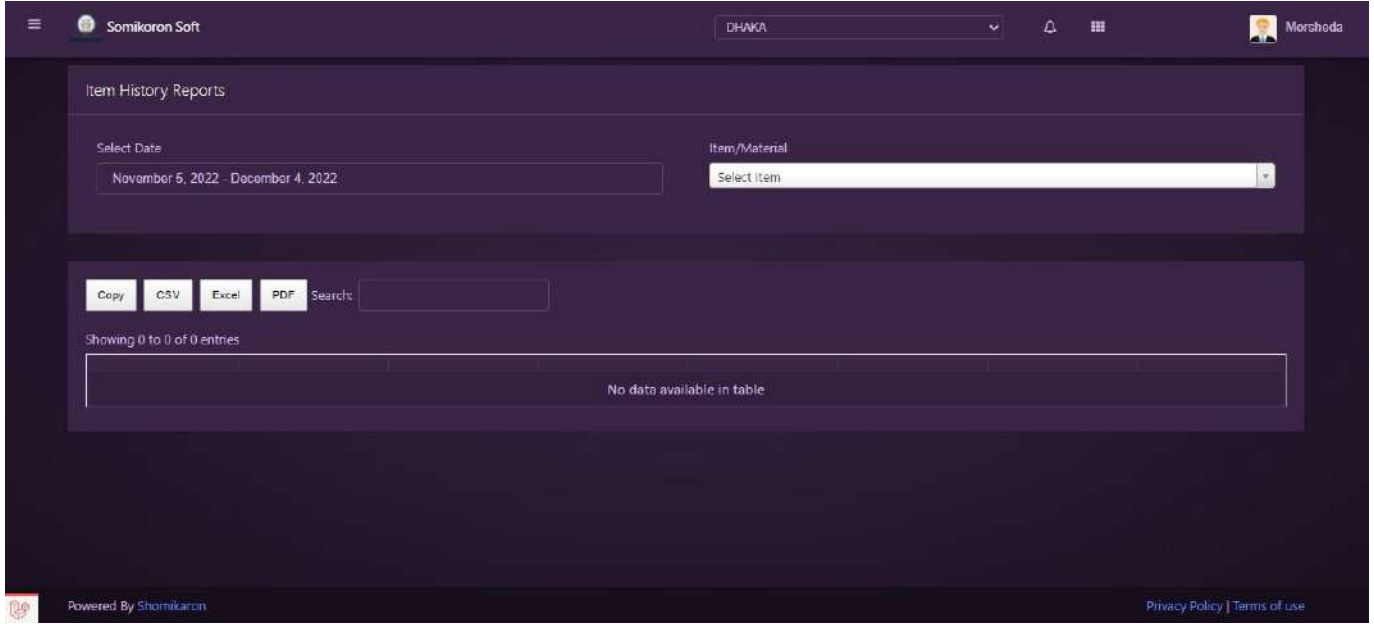 Somikoron Soft DHAKA Morsheda
Item History Reports
Select Date Item/Material
November 5, 2022 - December 4, 2022 Select Item
Copy CSV Excel PDF Search:
Showing 0 to 0 of 0 entries
No data available in table
Powered By Shomikaron Privacy Policy | Terms of use